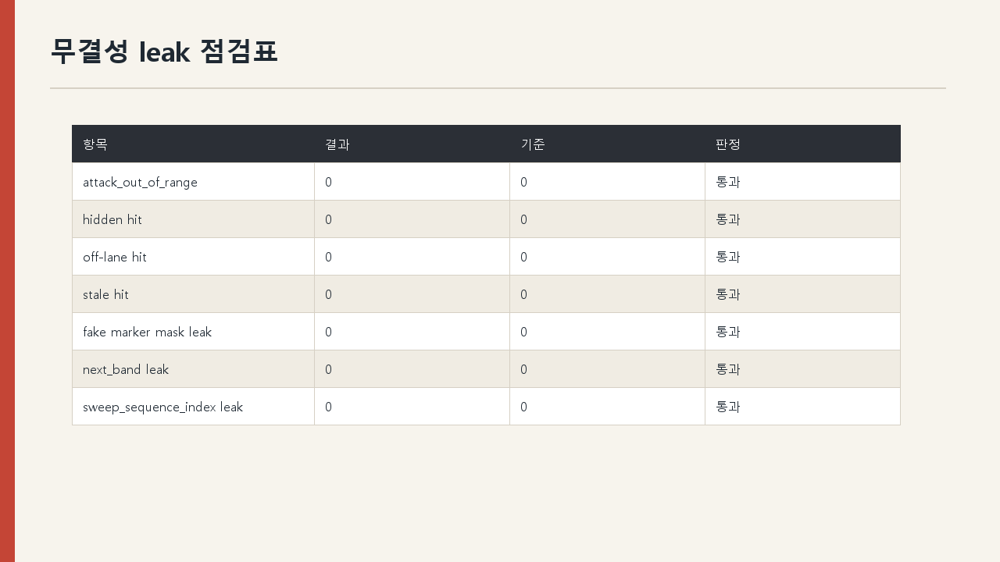 무결성 leak 점검표
항목 결과 기준 판정
attack_out_of_range 0 0 통과
hidden hit 0 0 통과
off-lane hit 0 0 통과
stale hit 0 0 통과
fake marker mask leak 0 0 통과
next_band leak 0 0 통과
sweep_sequence_index leak 0 0 통과